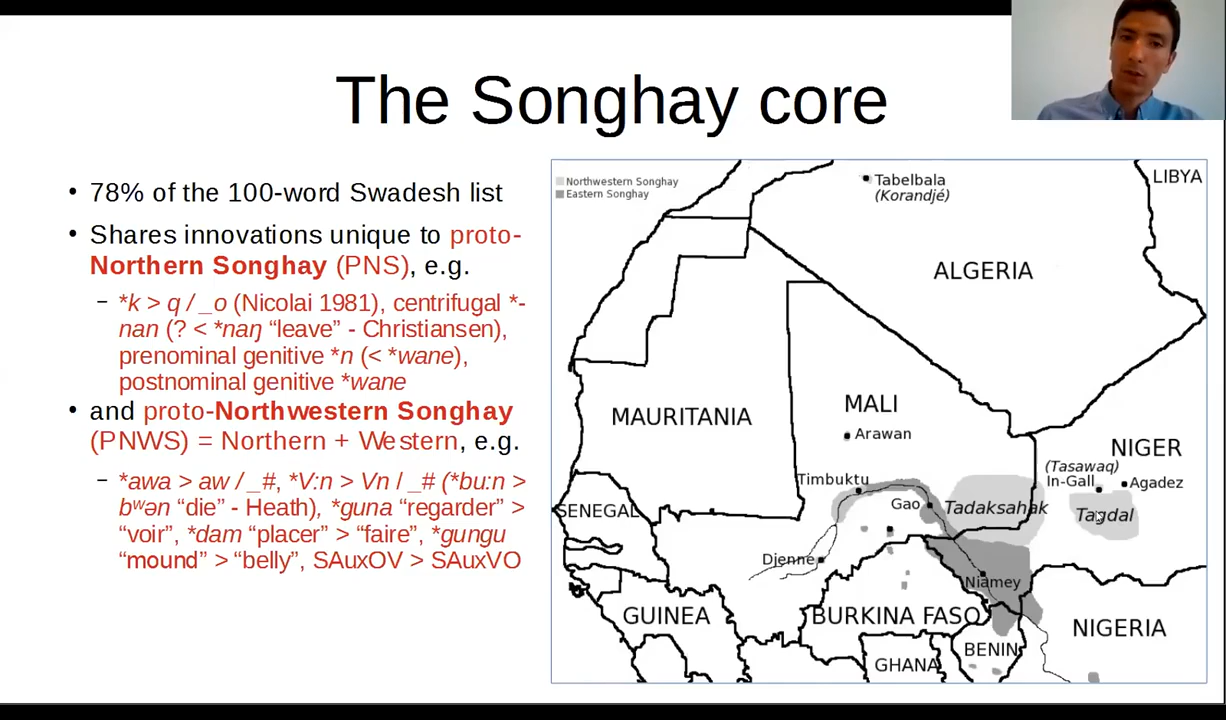 The Songhay core
• 78% of the 100-word Swadesh list
• Shares innovations unique to proto-
Northern Songhay (PNS), e.g.
– *k > q / _o (Nicolai 1981), centrifugal *-
nan (? < *naŋ “leave” - Christiansen),
prenominal genitive *n (< *wane),
postnominal genitive *wane
• and proto-Northwestern Songhay
(PNWS) = Northern + Western, e.g.
– *awa > aw / _#, *V:n > Vn / _# (*bu:n >
bʷən “die” - Heath), *guna “regarder” >
“voir”, *dam “placer” > “faire”, *gungu
“mound” > “belly”, SAuxOV > SAuxVO
Northwestern Songhay
Eastern Songhay
Tabelbala
(Korandjé)
LIBYA
ALGERIA
MAURITANIA
MALI
Arawan
NIGER
(Tasawaq)
In-Gall
Agadez
Timbuktu
Gao
Tadaksahak
Tagdal
SENEGAL
Djenne
Niamey
GUINEA
BURKINA FASO
NIGERIA
BENIN
GHANA